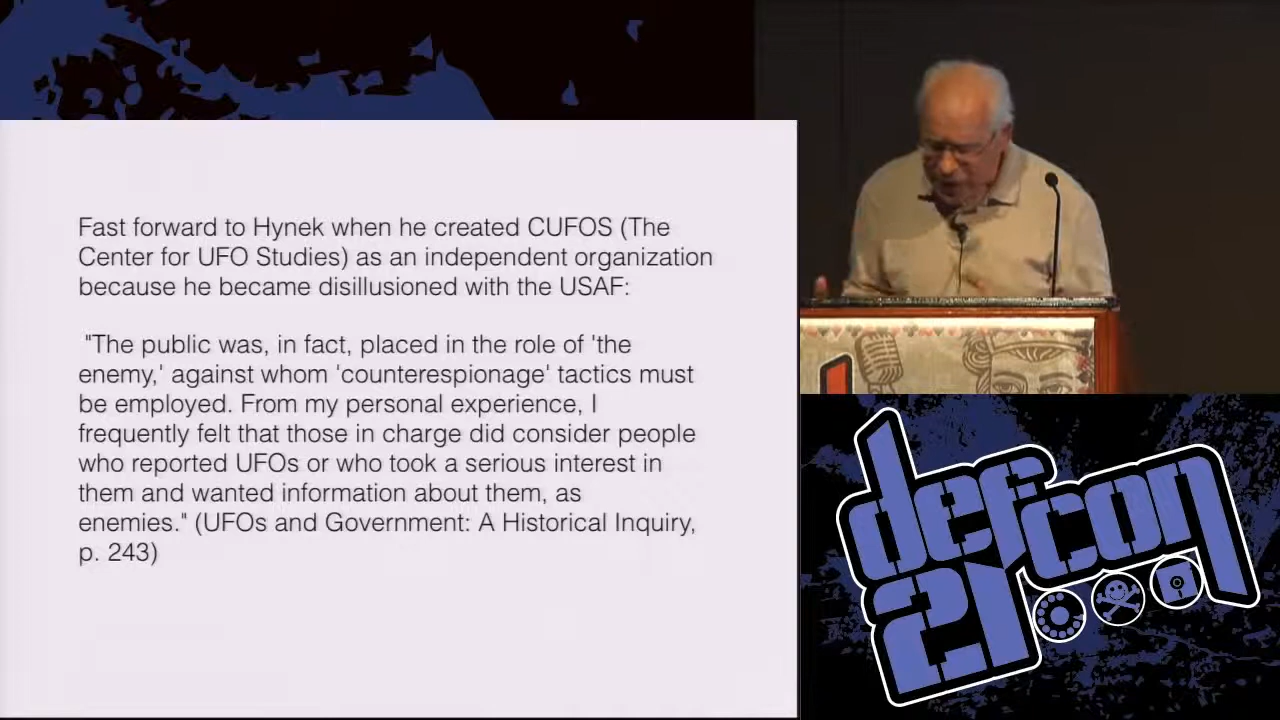 Fast forward to Hynek when he created CUFOS (The
Center for UFO Studies) as an independent organization
because he became disillusioned with the USAF:
"The public was, in fact, placed in the role of 'the
enemy,' against whom 'counterespionage' tactics must
be employed. From my personal experience, I
frequently felt that those in charge did consider people
who reported UFOs or who took a serious interest in
them and wanted information about them, as
enemies." (UFOs and Government: A Historical Inquiry,
p. 243)
defcon
21